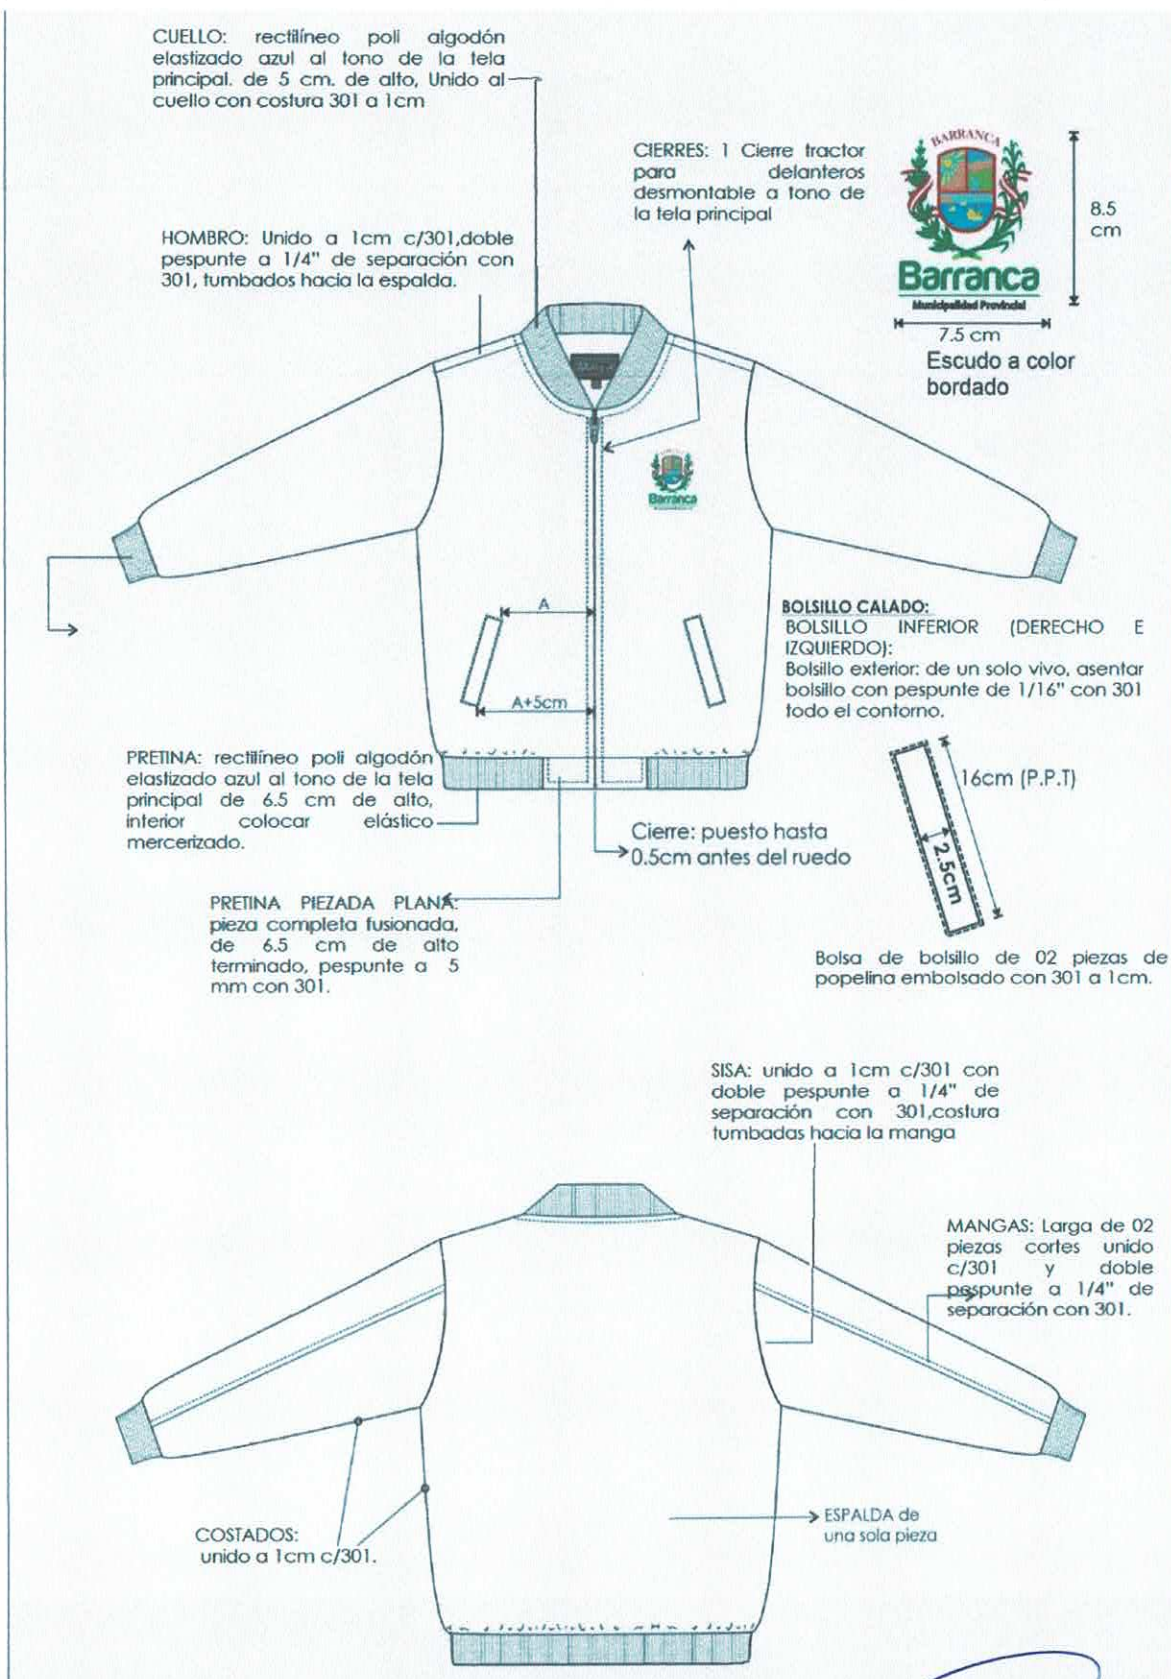 CUELLO: rectilíneo poli algodón
elastizado azul al tono de la tela
principal. de 5 cm. de alto, Unido al
cuello con costura 301 a 1cm
CIERRES: 1 Cierre tractor
para delanteros
desmontable a tono de
la tela principal
BARRANCA
Barranca
Municipalidad Provincial
8.5
cm
7.5 cm
Escudo a color
bordado
HOMBRO: Unido a 1cm c/301,doble
pespunte a 1/4" de separación con
301, tumbados hacia la espalda.
Barranca
A
A+5cm
BOLSILLO CALADO:
BOLSILLO INFERIOR (DERECHO E
IZQUIERDO):
Bolsillo exterior: de un solo vivo, asentar
bolsillo con pespunte de 1/16" con 301
todo el contorno.
16cm (P.P.T)
2.5cm
Bolsa de bolsillo de 02 piezas de
popelina embolsado con 301 a 1cm.
PRETINA: rectilíneo poli algodón
elastizado azul al tono de la tela
principal de 6.5 cm de alto,
interior colocar elástico
mercerizado.
Cierre: puesto hasta
0.5cm antes del ruedo
PRETINA PIEZADA PLANA:
pieza completa fusionada,
de 6.5 cm de alto
terminado, pespunte a 5
mm con 301.
SISA: unido a 1cm c/301 con
doble pespunte a 1/4" de
separación con 301,costura
tumbadas hacia la manga
MANGAS: Larga de 02
piezas cortes unido
c/301 y doble
pespunte a 1/4" de
separación con 301.
COSTADOS:
unido a 1cm c/301.
ESPALDA de
una sola pieza